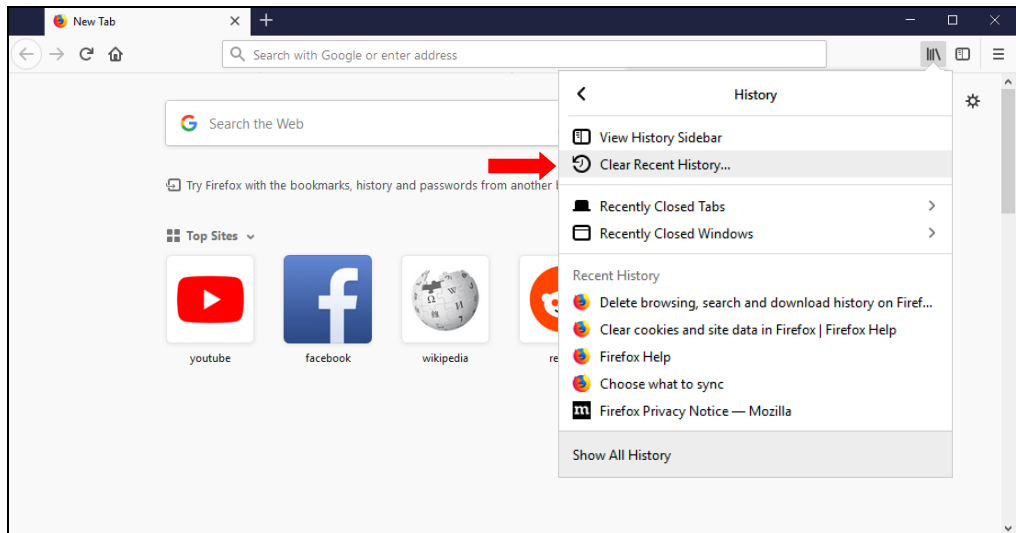 New Tab
Search with Google or enter address
History
Search the Web
View History Sidebar
Clear Recent History...
Try Firefox with the bookmarks, history and passwords from another
Recently Closed Tabs
Recently Closed Windows
Top Sites
Recent History
Delete browsing, search and download history on Firef...
Clear cookies and site data in Firefox | Firefox Help
Firefox Help
Choose what to sync
Firefox Privacy Notice — Mozilla
youtube
facebook
wikipedia
re
Show All History